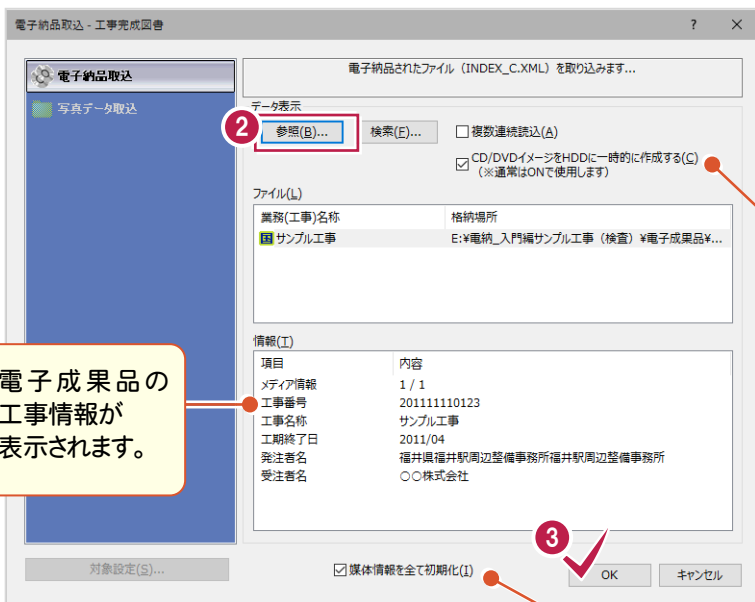 電子納品取込 - 工事完成図書 ? ×
電子納品取込
写真データ取込
電子納品されたファイル（INDEX_C.XML）を取り込みます...
データ表示
2
参照(B)... 検索(F)... 複数連続読込(A)
CD/DVDイメージをHDDに一時的に作成する(C)
（※通常はONで使用します）
ファイル(L)
業務(工事)名称 格納場所
国 サンプル工事 E:¥電納_入門編サンプル工事（検査）¥電子成果品¥...
情報(I)
項目 内容
メディア情報 1 / 1
工事番号 201111110123
工事名称 サンプル工事
工期終了日 2011/04
発注者名 福井県福井駅周辺整備事務所福井駅周辺整備事務所
受注者名 〇〇株式会社
電子成果品の
工事情報が
表示されます。
3
対象設定(S)... 媒体情報を全て初期化(I) OK キャンセル